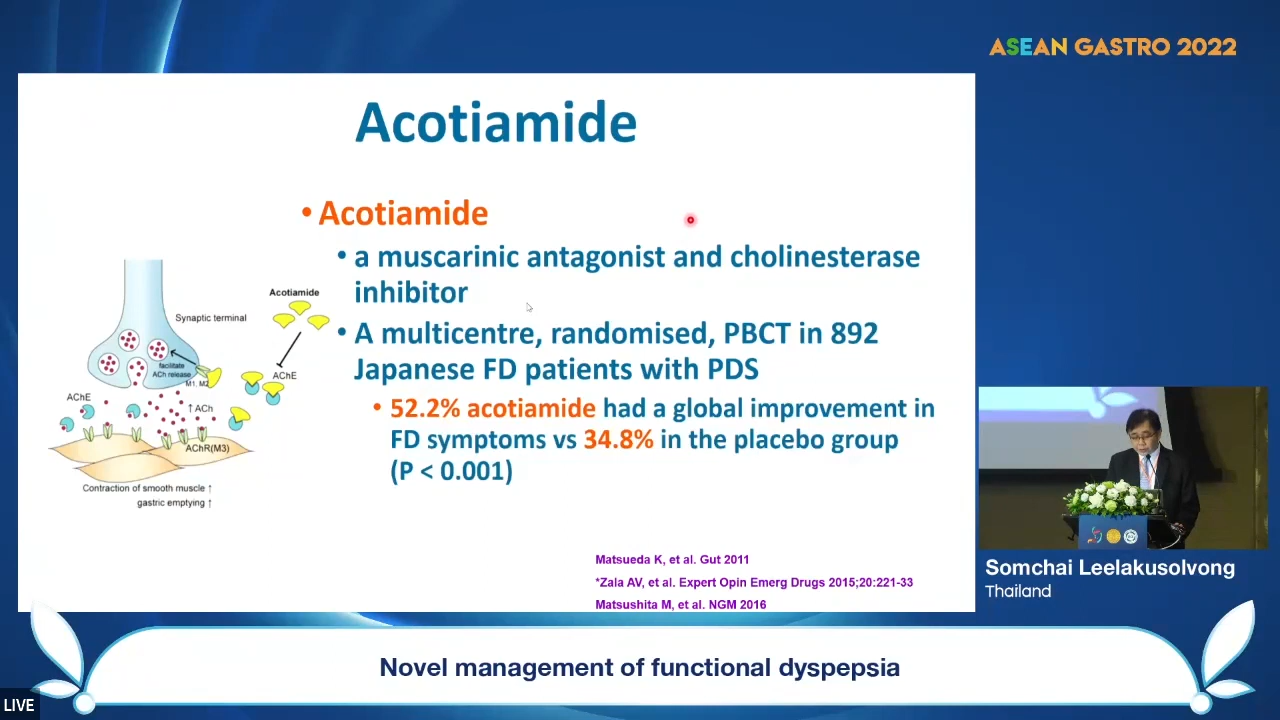 ASEAN GASTRO 2022
Acotiamide
• Acotiamide
• a muscarinic antagonist and cholinesterase
inhibitor
• A multicentre, randomised, PBCT in 892
Japanese FD patients with PDS
• 52.2% acotiamide had a global improvement in
FD symptoms vs 34.8% in the placebo group
(P < 0.001)
Acotiamide
Synaptic terminal
facilitate
ACh release
M1, M2
AChE
AChE
↑ACh
AChR(M3)
Contraction of smooth muscle ↑
gastric emptying ↑
Matsueda K, et al. Gut 2011
*Zala AV, et al. Expert Opin Emerg Drugs 2015;20:221-33
Matsushita M, et al. NGM 2016
Somchai Leelakusolvong
Thailand
Novel management of functional dyspepsia
LIVE